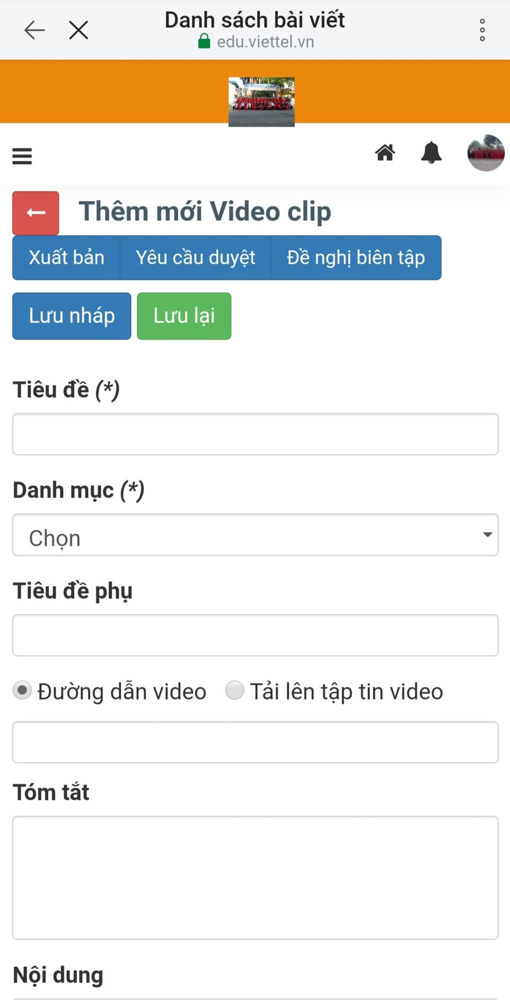 Danh sách bài viết
edu.viettel.vn
Thêm mới Video clip
Xuất bản Yêu cầu duyệt Đề nghị biên tập
Lưu nháp Lưu lại
Tiêu đề (*)
Danh mục (*)
Chọn
Tiêu đề phụ
Đường dẫn video Tải lên tập tin video
Tóm tắt
Nội dung